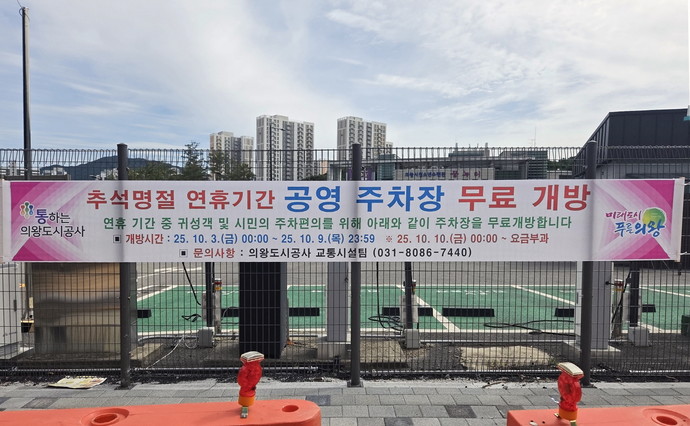 추석명절 연휴기간 공영 주차장 무료 개방
연휴 기간 중 귀성객 및 시민의 주차편의를 위해 아래와 같이 주차장을 무료개방합니다
■ 개방시간 : 25. 10. 3.(금) 00:00 ~ 25. 10. 9.(목) 23:59 ※ 25. 10. 10.(금) 00:00 ~ 요금부과
■ 문의사항 : 의왕도시공사 교통시설팀 (031-8086-7440)
통하는
의왕도시공사
미래도시
푸른의왕